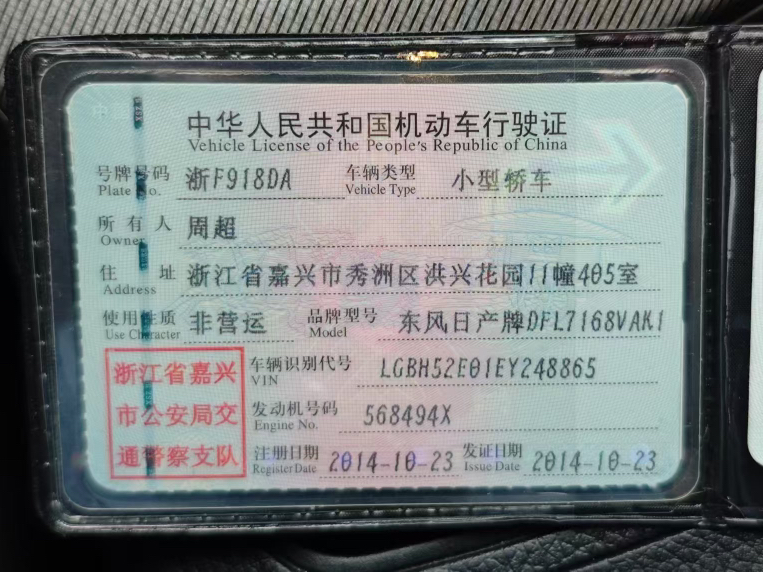 中华人民共和国机动车行驶证
Vehicle License of the People's Republic of China
号牌号码 浙F918DA 车辆类型 小型轿车
Plate No. Vehicle Type
所有人 周超
Owner
住址 浙江省嘉兴市秀洲区洪兴花园11幢405室
Address
使用性质 非营运 品牌型号 东风日产牌DFL7168VAK1
Use Character Model
浙江省嘉兴
市公安局交
通警察支队
车辆识别代号 LGBH52E01EY248865
VIN
发动机号码 568494X
Engine No.
注册日期 2014-10-23 发证日期 2014-10-23
Register Date Issue Date